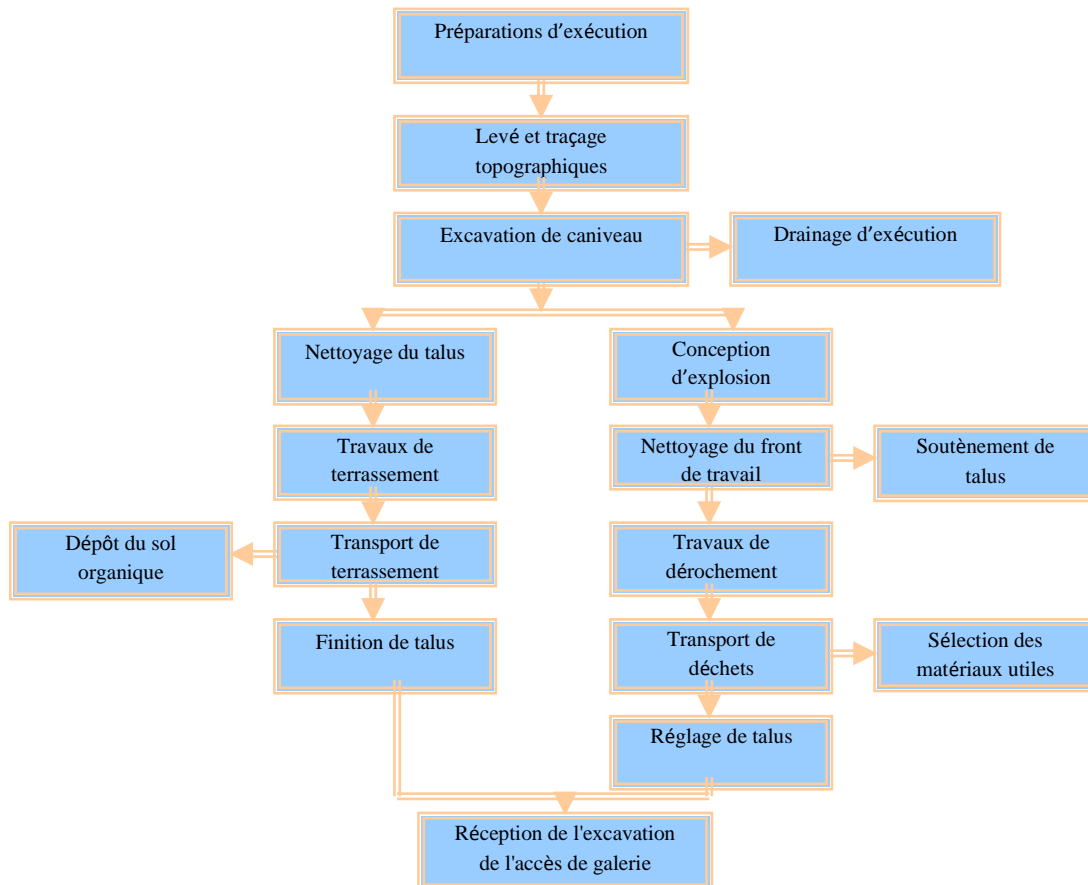 Préparations d'exécution
Levé et traçage
topographiques
Excavation de caniveau
Drainage d'exécution
Nettoyage du talus
Conception
d'explosion
Travaux de
terrassement
Nettoyage du front
de travail
Soutènement de
talus
Dépôt du sol
organique
Transport de
terrassement
Travaux de
dérochement
Finition de talus
Transport de
déchets
Sélection des
matériaux utiles
Réglage de talus
Réception de l'excavation
de l'accès de galerie